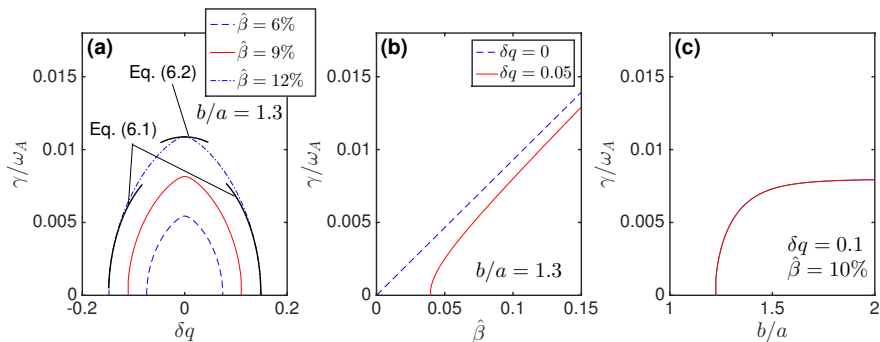 (a)
β̂ = 6%
β̂ = 9%
β̂ = 12%
Eq. (6.2)
b/a = 1.3
Eq. (6.1)
γ/ω_A
0.015
0.01
0.005
0
-0.2
0
0.2
δq
(b)
δq = 0
δq = 0.05
γ/ω_A
0.015
0.01
0.005
0
b/a = 1.3
0
0.05
0.1
0.15
β̂
(c)
γ/ω_A
0.015
0.01
0.005
0
δq = 0.1
β̂ = 10%
1
1.5
2
b/a